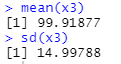 > mean(x3)
[1] 99.91877
> sd(x3)
[1] 14.99788